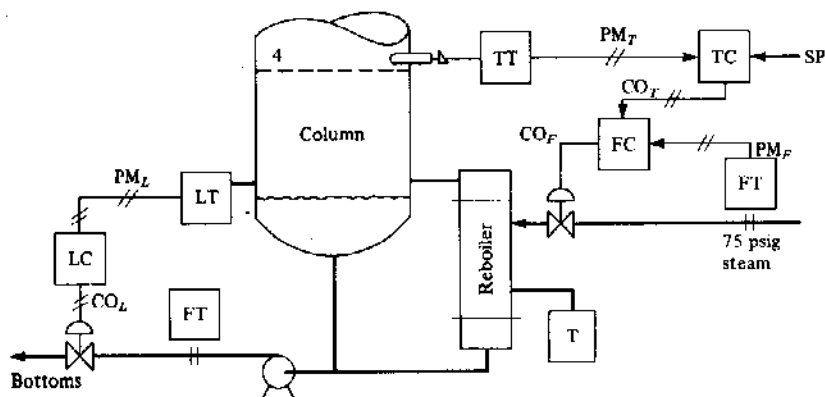 4
TT
PM_T
TC
SP
CO_T
Column
CO_F
FC
PM_F
FT
PM_L
LT
75 psig
steam
LC
Reboiler
CO_L
FT
T
Bottoms